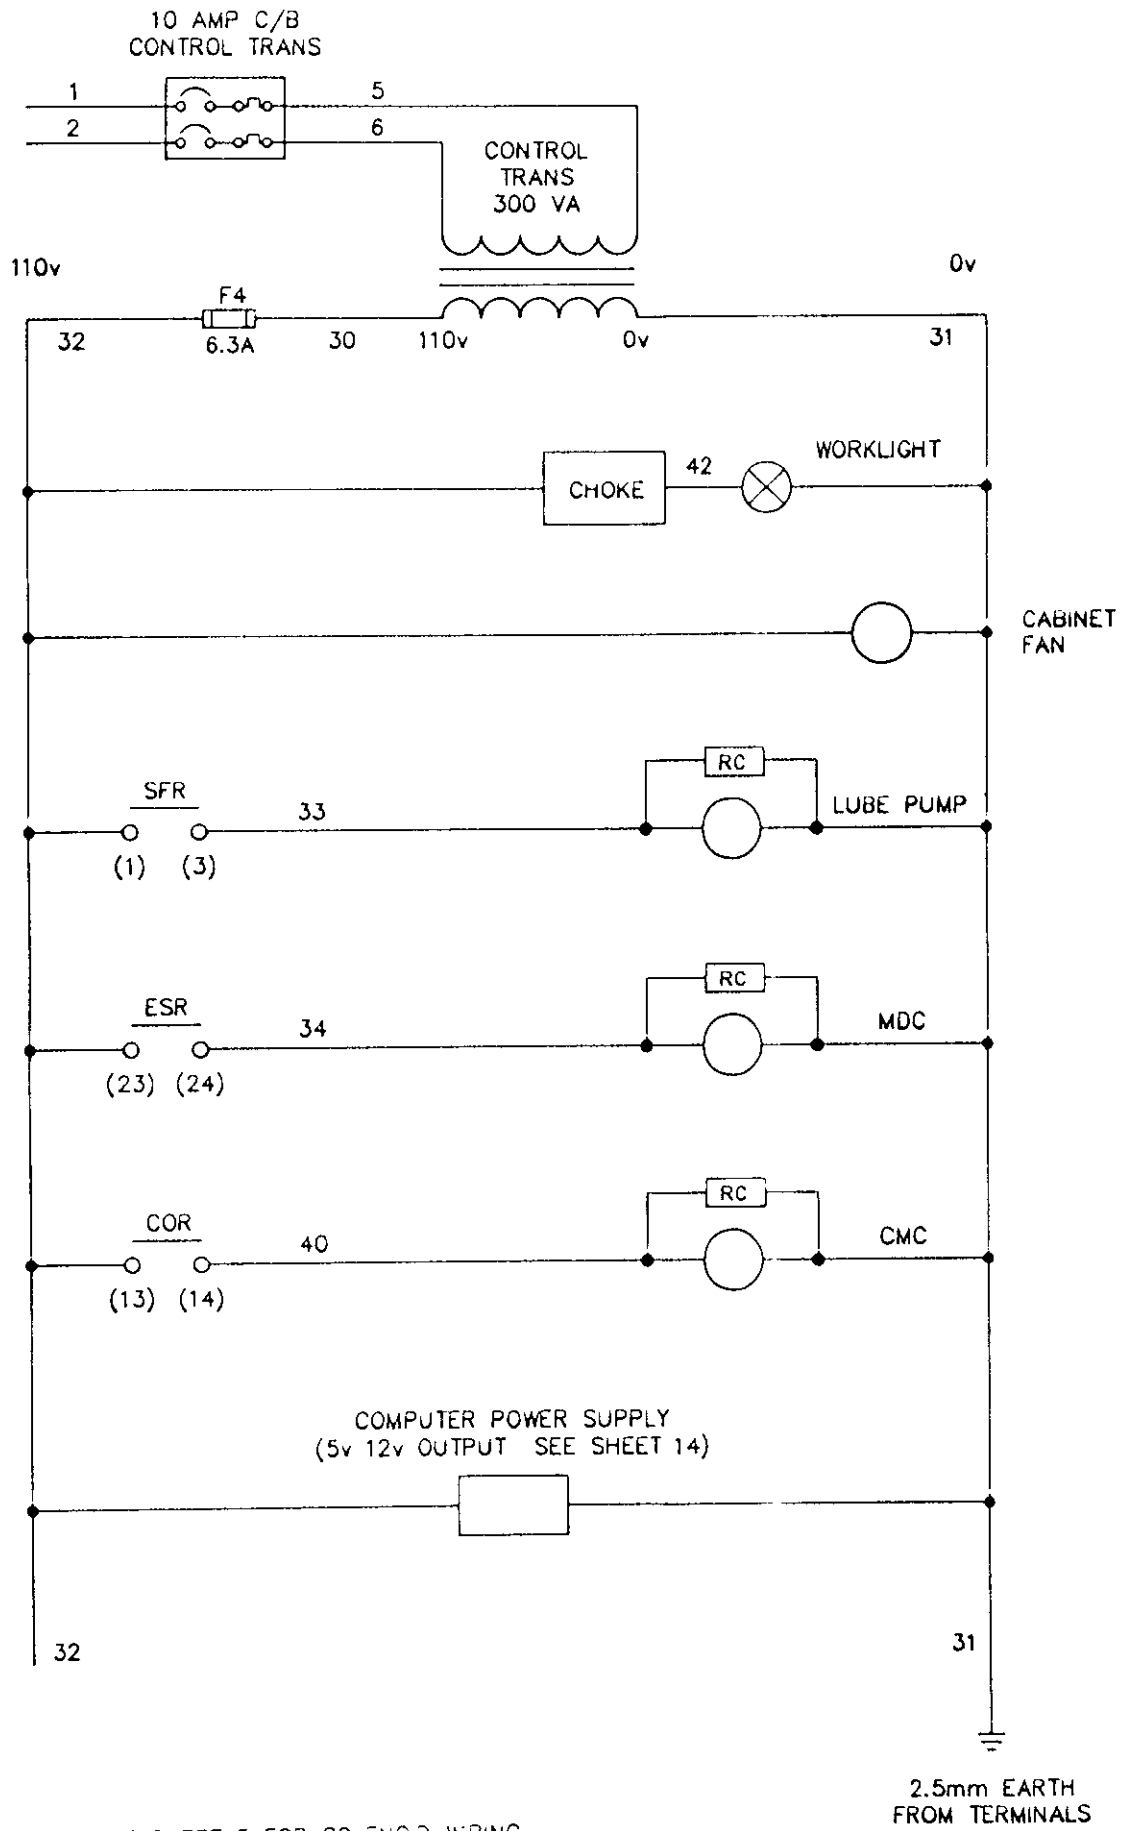 10 AMP C/B
CONTROL TRANS
1
5
2
6
CONTROL
TRANS
300 VA
110v
0v
F4
32
6.3A
30
110v
0v
31
WORKLIGHT
42
CHOKE
CABINET
FAN
RC
SFR
33
LUBE PUMP
(1) (3)
RC
ESR
34
MDC
(23) (24)
RC
COR
40
CMC
(13) (14)
COMPUTER POWER SUPPLY
(5v 12v OUTPUT SEE SHEET 14)
32
31
2.5mm EARTH
FROM TERMINALS
WIRING